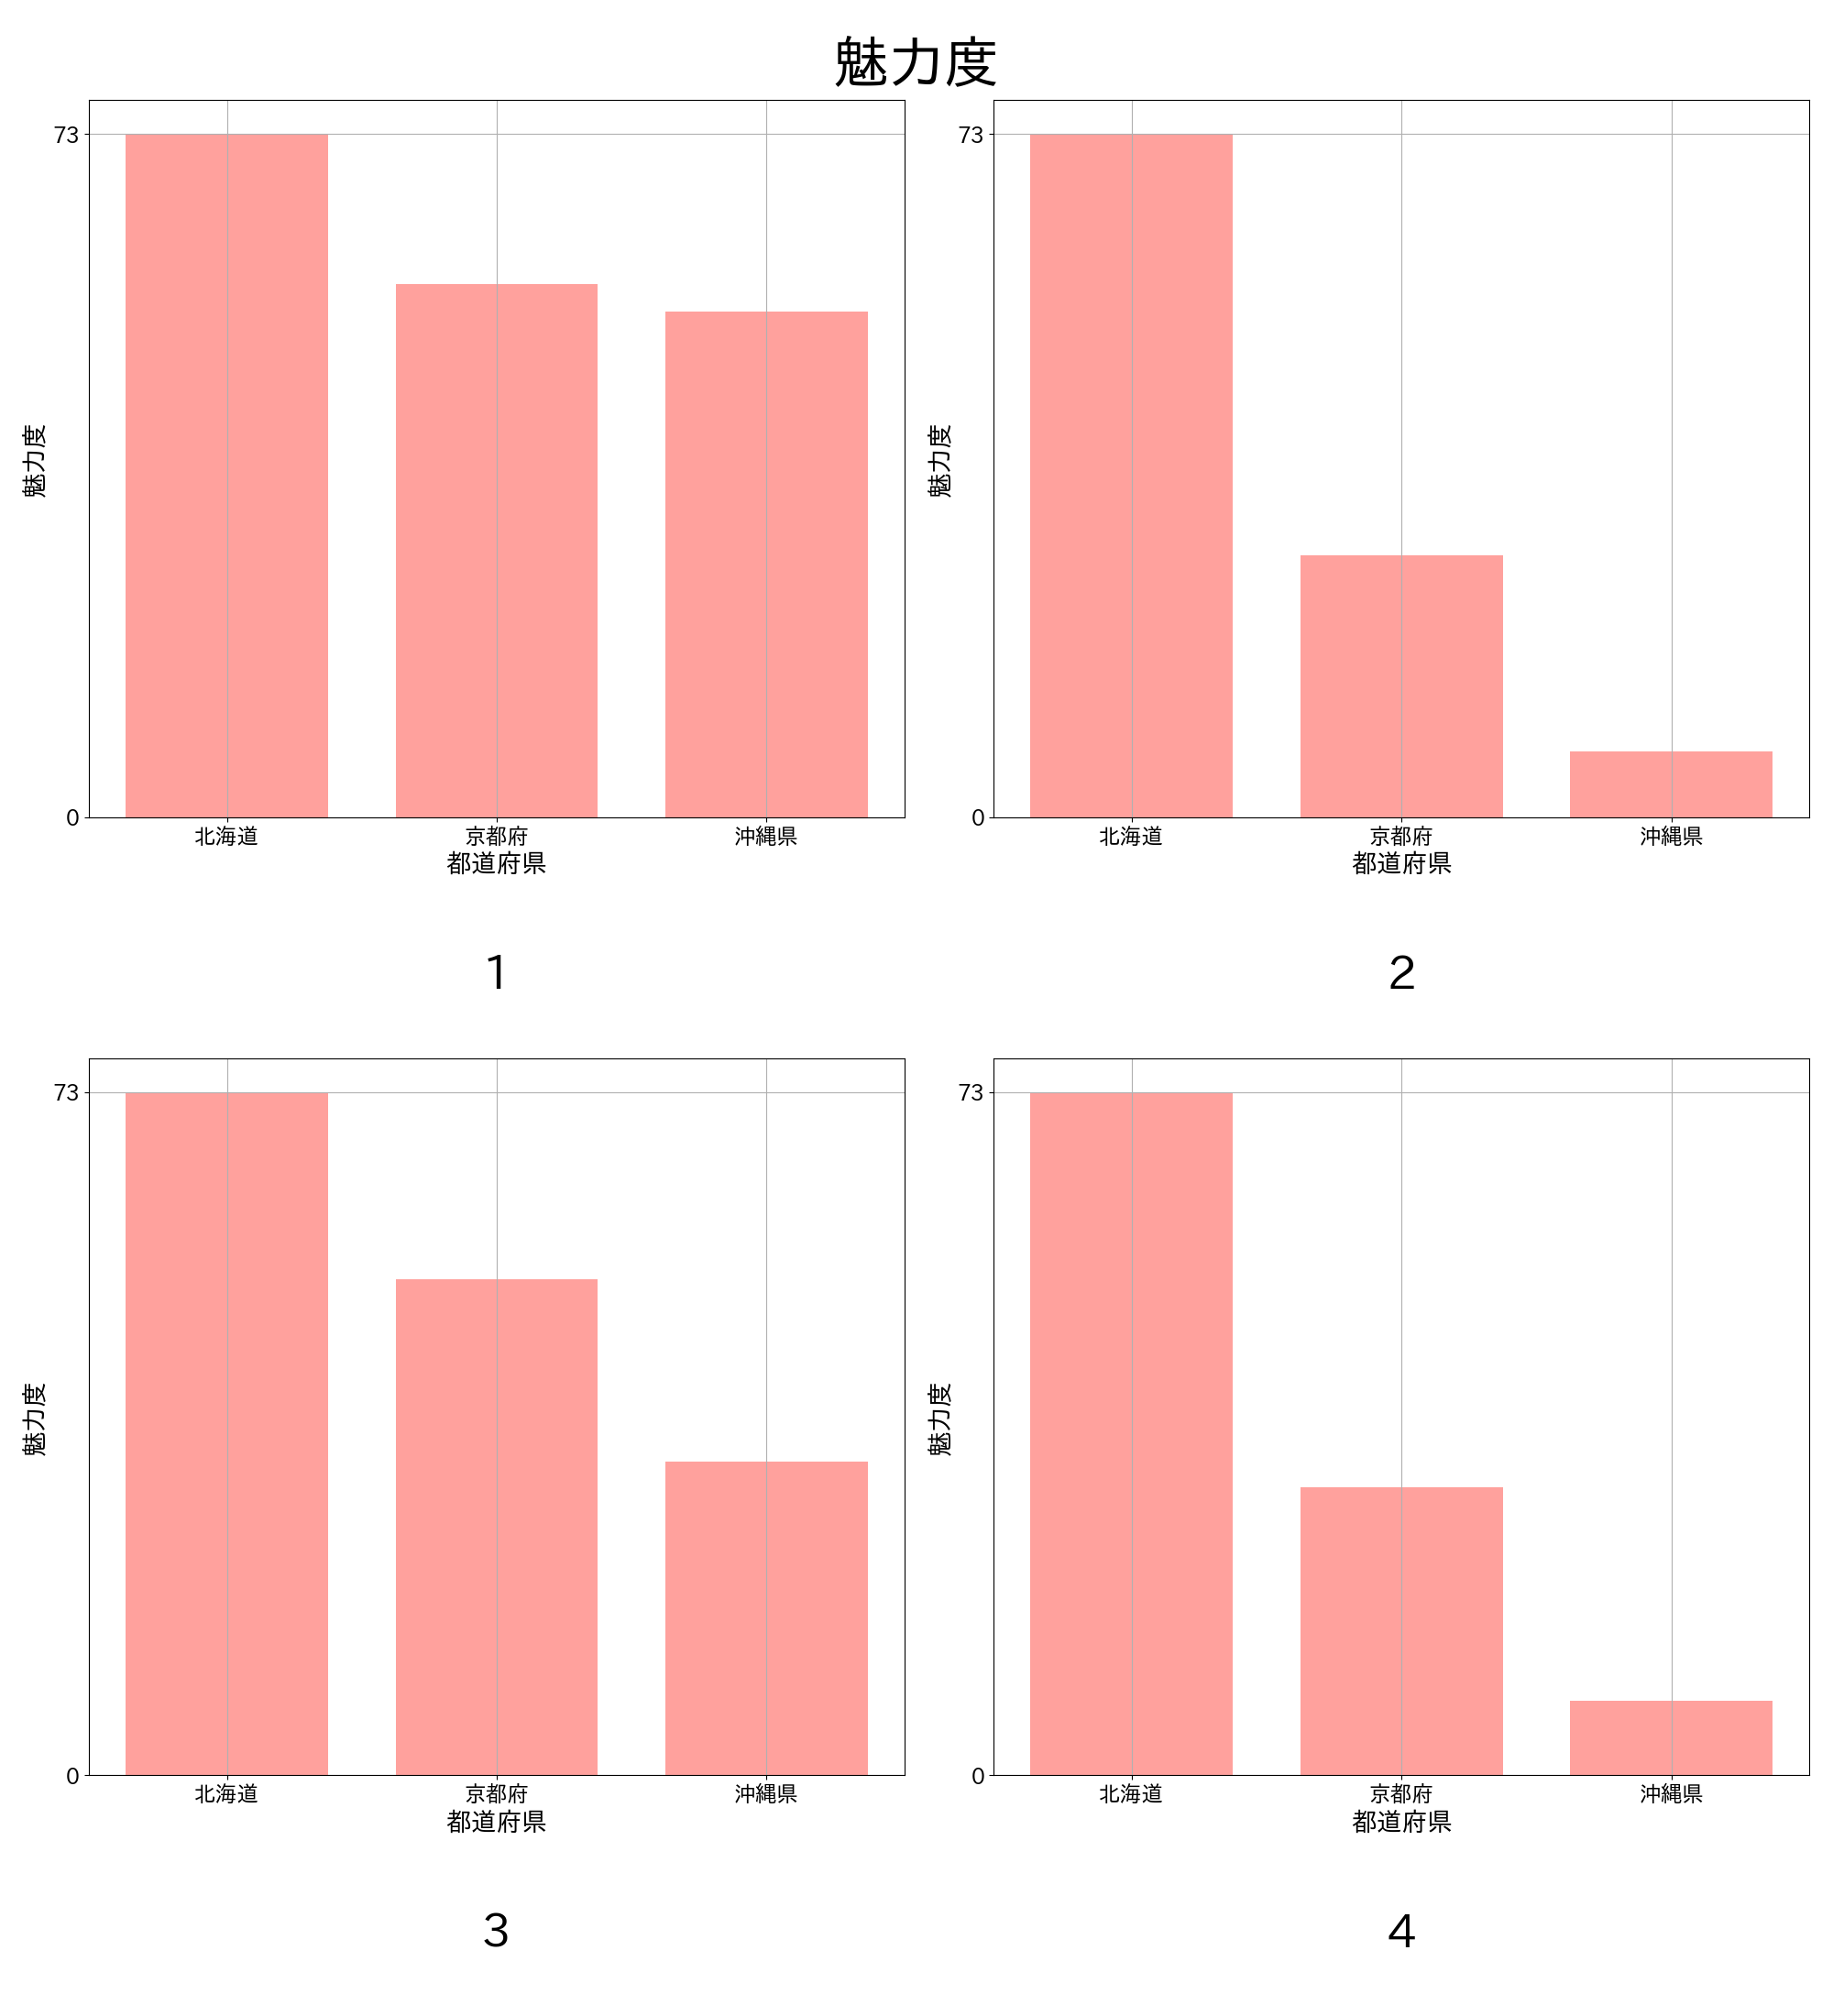 魅力度
73
0
魅力度
北海道 京都府 沖縄県
都道府県
1
73
0
魅力度
北海道 京都府 沖縄県
都道府県
2
73
0
魅力度
北海道 京都府 沖縄県
都道府県
3
73
0
魅力度
北海道 京都府 沖縄県
都道府県
4